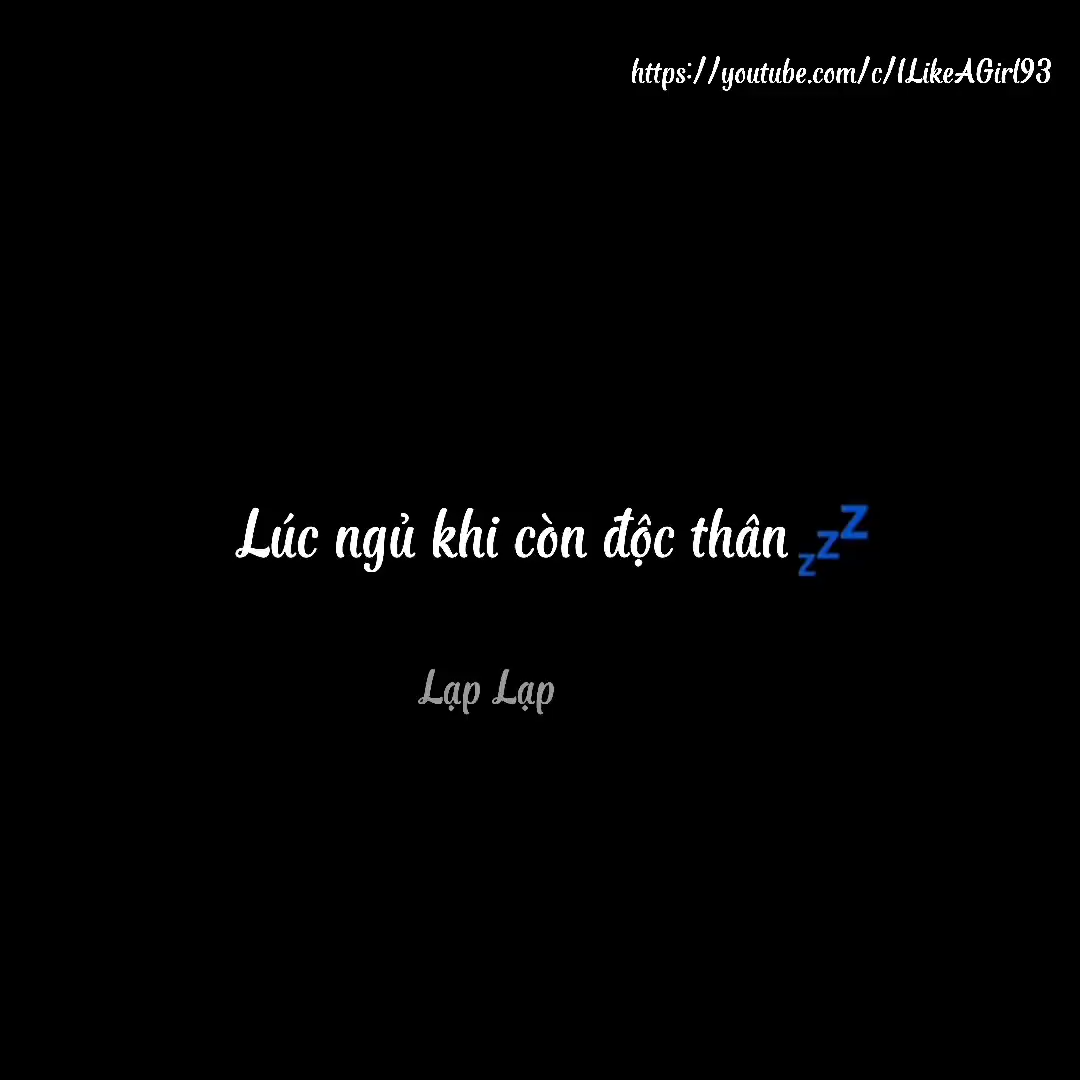 https://youtube.com/c/ILikeAGirl93
Lúc ngủ khi còn độc thân 💤
Lạp Lạp